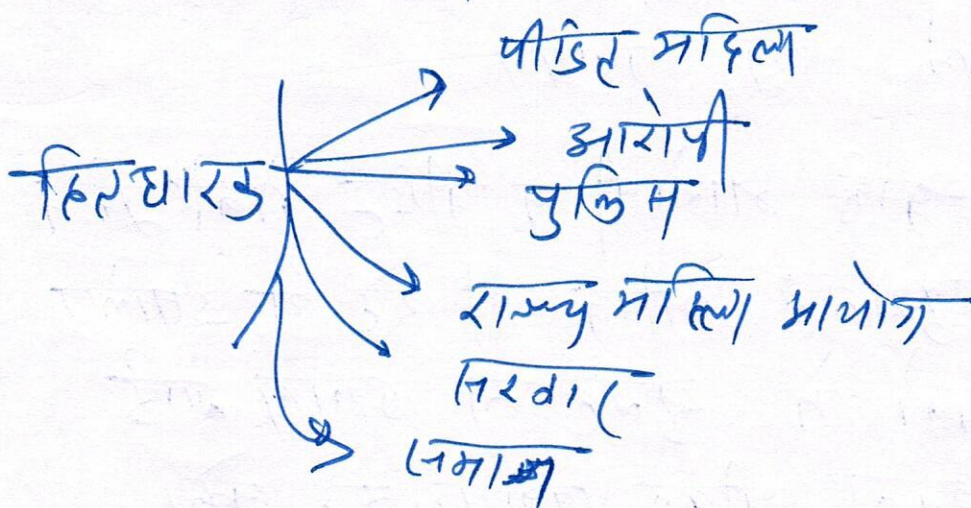 पीडित महिला
आरोपी
हितधारक
पुलिस
राज्य महिला आयोग
सरकार
समाज